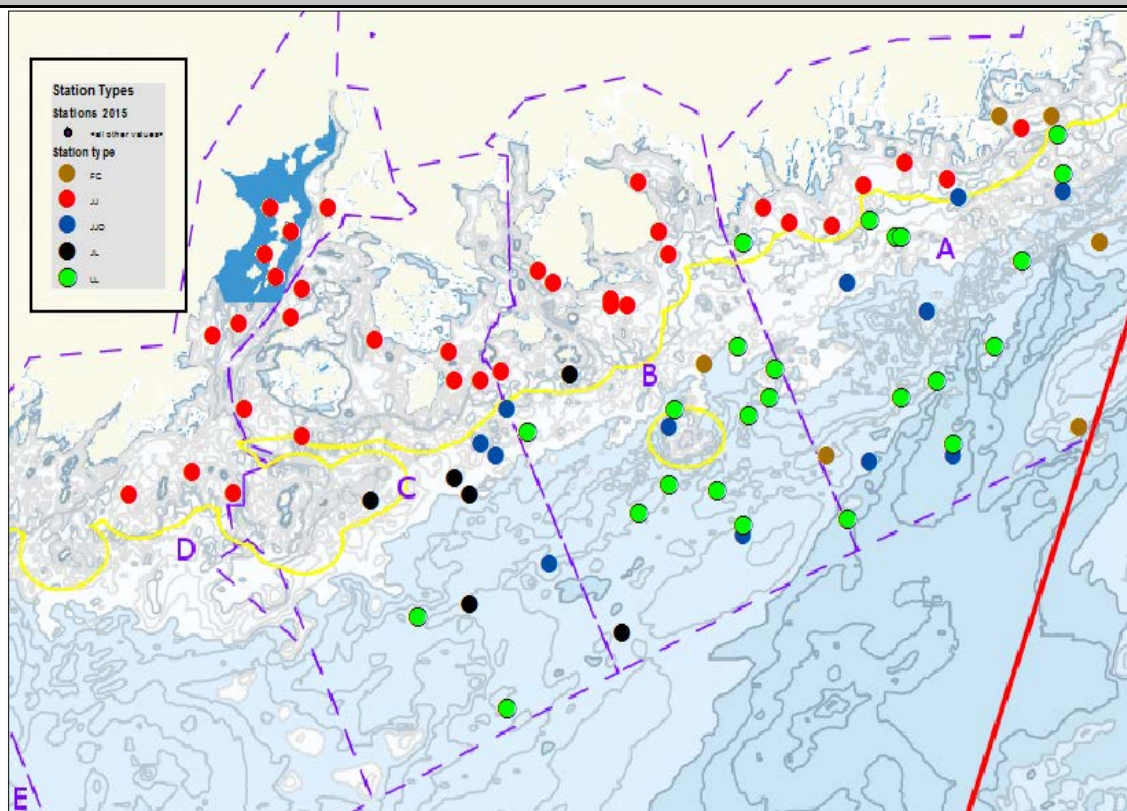 Station Types
Stations 2015
<all other values>
Station type
FC
JJ
JJO
JL
LL
A
B
C
D
E